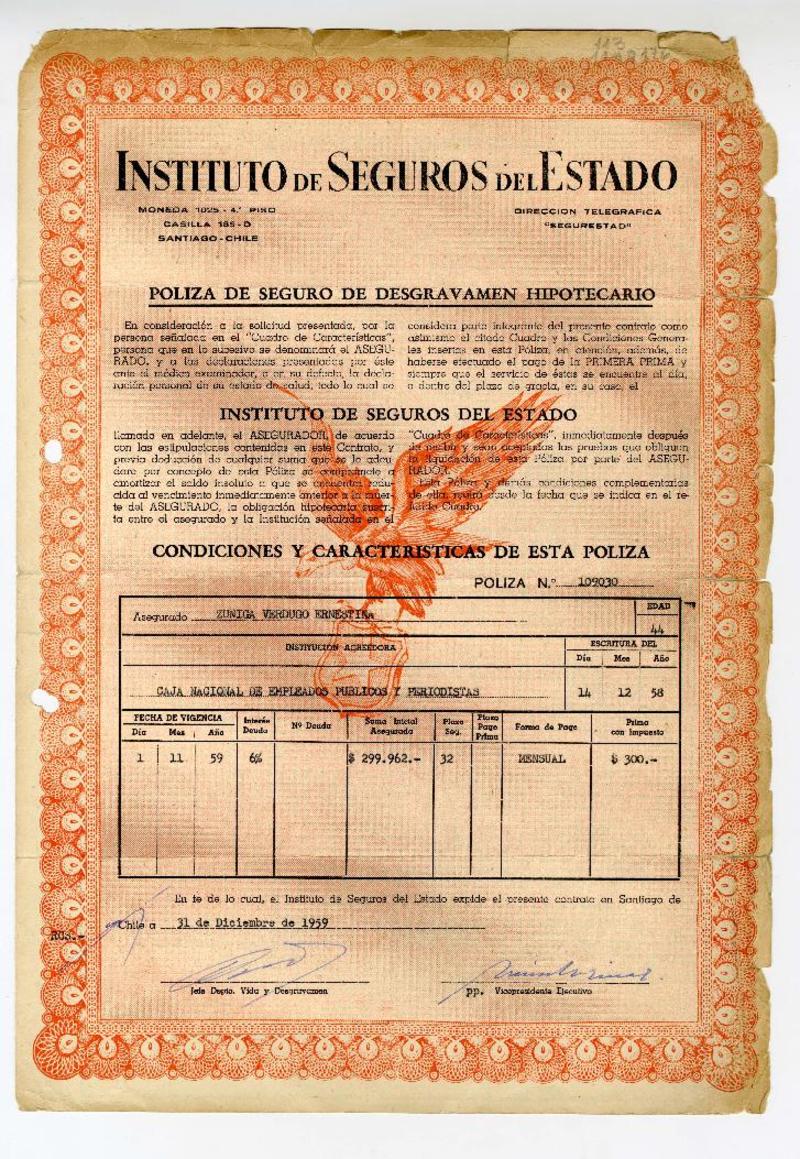 INSTITUTO DE SEGUROS DEL ESTADO
MONEDA 1025 - 4.° PISO
CASILLA 185-D
SANTIAGO-CHILE
DIRECCION TELEGRAFICA
"SEGURESTAD"
POLIZA DE SEGURO DE DESGRAVAMEN HIPOTECARIO
En consideración a la solicitud presentada, por la
persona señalada en el "Cuadro de Características",
persona que en lo sucesivo se denominará el ASEGU-
RADO, y a las declaraciones presentadas por éste
ante el médico examinador, o en su defecto, la decla-
ración personal de su estado de salud, todo lo cual se
considera parte integrante del presente contrato como
asimismo el citado Cuadro y las Condiciones Genera-
les insertas en esta Póliza, en atención, además, de
haberse efectuado el pago de la PRIMERA PRIMA y
siempre que el servicio de éstas se encuentre al día,
o dentro del plazo de gracia, en su caso, el
INSTITUTO DE SEGUROS DEL ESTADO
llamado en adelante, el ASEGURADOR, de acuerdo
con las estipulaciones contenidas en este Contrato, y
previa deducción de cualquier suma que se le adeu
dare por concepto de esta Póliza se compromete a
amortizar el saldo insoluto a que se encuentra redu-
cida al vencimiento inmediatamente anterior a la muer-
te del ASEGURADO, la obligación hipotecaria suscri-
ta entre el asegurado y la Institución señalada en el
"Cuadro de Características", inmediatamente después
de recibir y sean aceptadas las pruebas que obliguen
la liquidación de esta Póliza por parte del ASEGU-
RADOR.
Esta Póliza y demás condiciones complementarias
de ella, regirá desde la fecha que se indica en el re-
ferido Cuadro.
CONDICIONES Y CARACTERISTICAS DE ESTA POLIZA
POLIZA N.° 109030
Asegurado ZUÑIGA VERDUGO ERNESTINA
EDAD
44
INSTITUCION ACREEDORA
ESCRITURA DEL
Día Mes Año
CAJA NACIONAL DE EMPLEADOS PUBLICOS Y PERIODISTAS
14 12 58
FECHA DE VIGENCIA
Día Mes Año
Interés Deuda
Nº Deuda
Suma Inicial Asegurada
Plazo Seg.
Plazo Pago Prima
Forma de Pago
Prima con Impuesto
1 11 59 6% $ 299.962.- 32 MENSUAL $ 300.-
En fe de lo cual, el Instituto de Seguros del Estado expide el presente contrato en Santiago de
Chile a 31 de Diciembre de 1959
Jefe Depto. Vida y Desgravamen
pp. Vicepresidente Ejecutivo